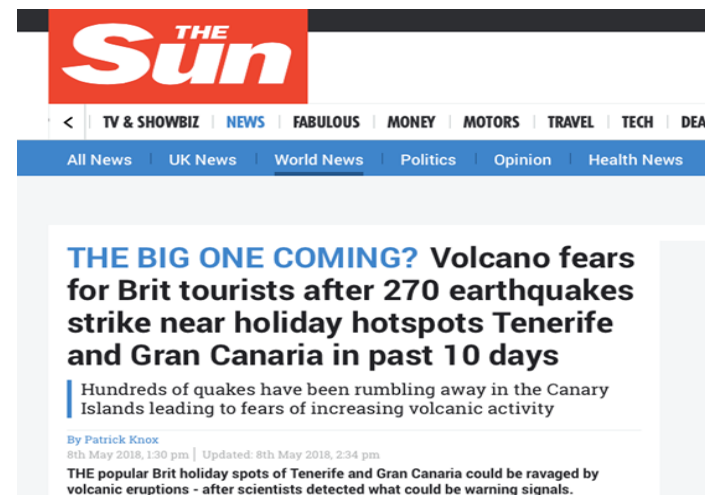 THE
Sun
< TV & SHOWBIZ NEWS FABULOUS MONEY MOTORS TRAVEL TECH DEA
All News UK News World News Politics Opinion Health News
THE BIG ONE COMING? Volcano fears
for Brit tourists after 270 earthquakes
strike near holiday hotspots Tenerife
and Gran Canaria in past 10 days
Hundreds of quakes have been rumbling away in the Canary
Islands leading to fears of increasing volcanic activity
By Patrick Knox
8th May 2018, 1:30 pm | Updated: 8th May 2018, 2:34 pm
THE popular Brit holiday spots of Tenerife and Gran Canaria could be ravaged by
volcanic eruptions - after scientists detected what could be warning signals.